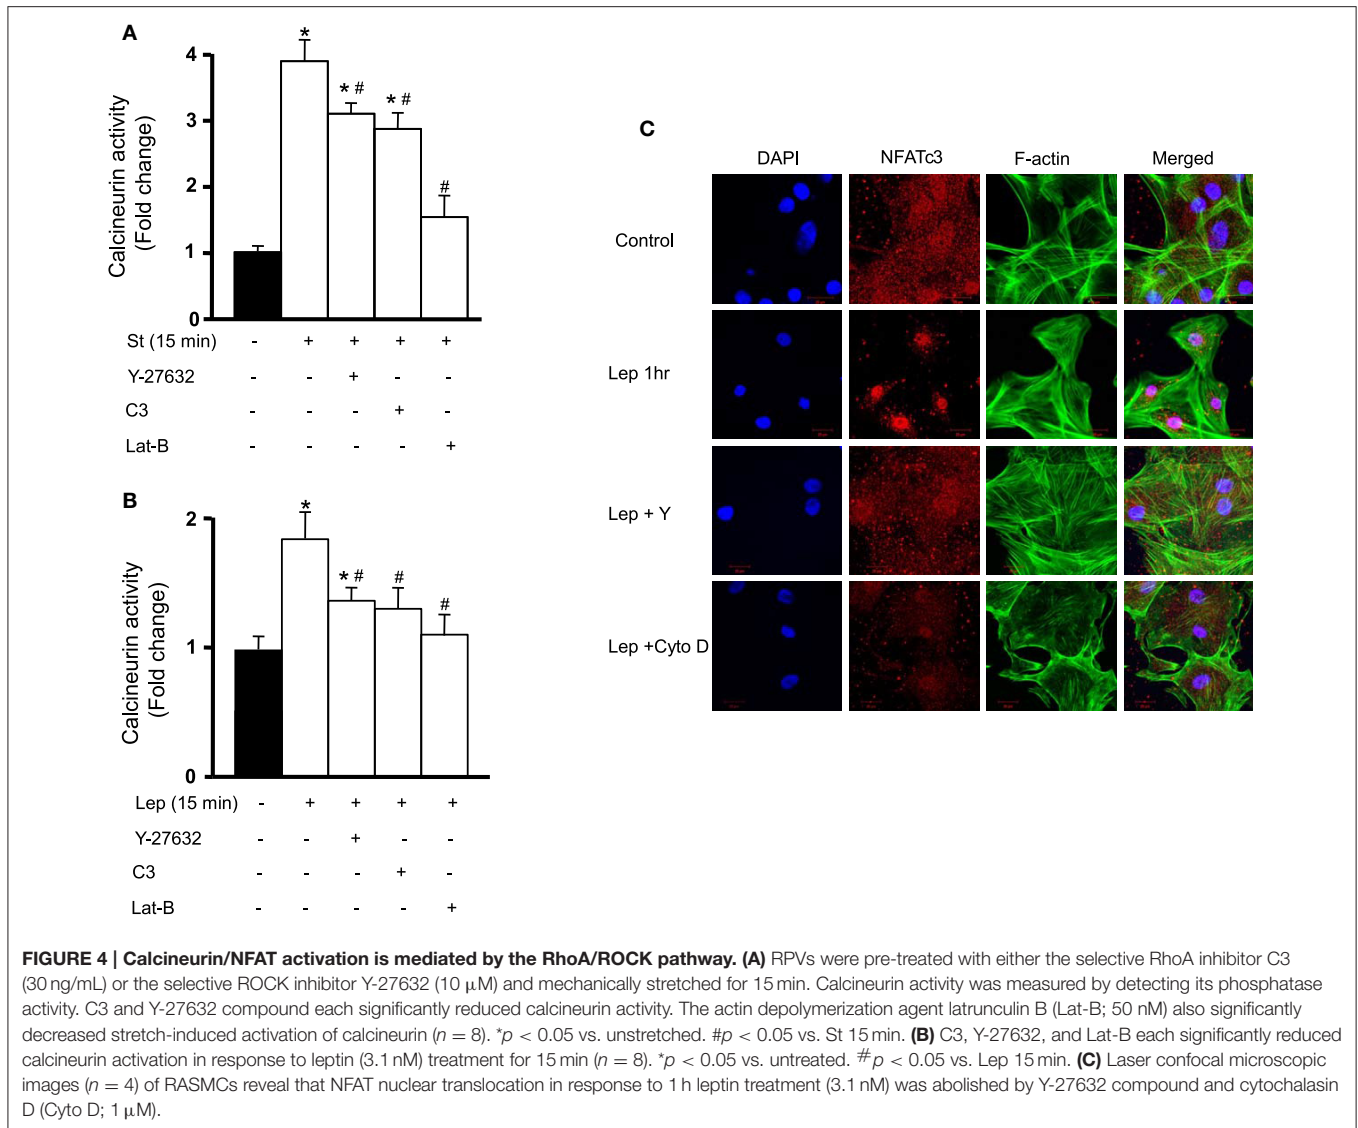 A
Calcineurin activity
(Fold change)
4
3
2
1
0
*
* #
* #
#
St (15 min) - + + + +
Y-27632 - - + - -
C3 - - - + -
Lat-B - - - - +
B
Calcineurin activity
(Fold change)
2
1
0
*
* #
#
#
Lep (15 min) - + + + +
Y-27632 - - + - -
C3 - - - + -
Lat-B - - - - +
C
DAPI NFATc3 F-actin Merged
Control
Lep 1hr
Lep + Y
Lep +Cyto D
FIGURE 4 | Calcineurin/NFAT activation is mediated by the RhoA/ROCK pathway. (A) RPVs were pre-treated with either the selective RhoA inhibitor C3
(30 ng/mL) or the selective ROCK inhibitor Y-27632 (10 μM) and mechanically stretched for 15 min. Calcineurin activity was measured by detecting its phosphatase
activity. C3 and Y-27632 compound each significantly reduced calcineurin activity. The actin depolymerization agent latrunculin B (Lat-B; 50 nM) also significantly
decreased stretch-induced activation of calcineurin (n = 8). *p < 0.05 vs. unstretched. #p < 0.05 vs. St 15 min. (B) C3, Y-27632, and Lat-B each significantly reduced
calcineurin activation in response to leptin (3.1 nM) treatment for 15 min (n = 8). *p < 0.05 vs. untreated. #p < 0.05 vs. Lep 15 min. (C) Laser confocal microscopic
images (n = 4) of RASMCs reveal that NFAT nuclear translocation in response to 1 h leptin treatment (3.1 nM) was abolished by Y-27632 compound and cytochalasin
D (Cyto D; 1 μM).